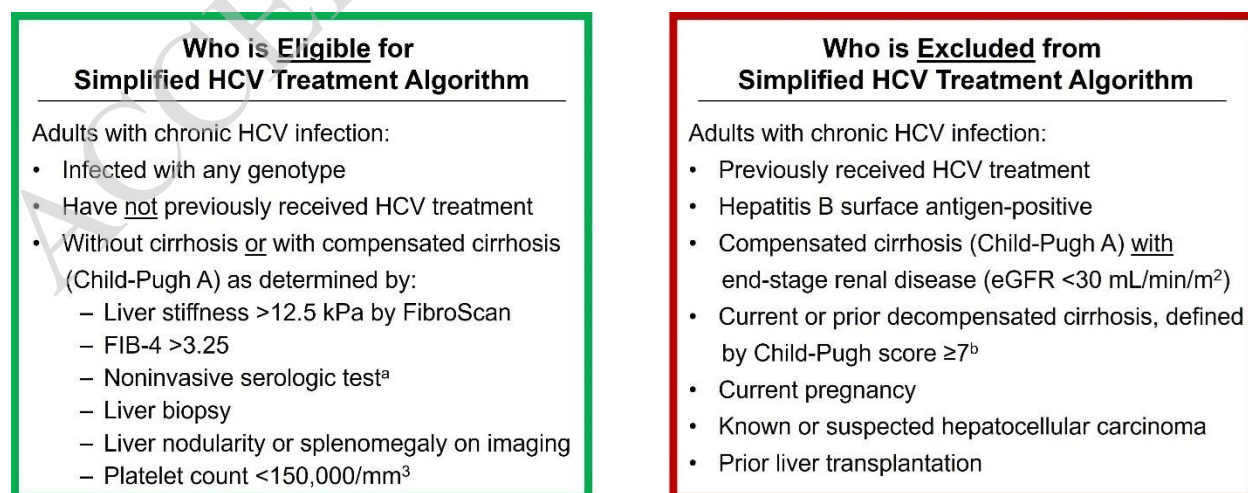 Who is Eligible for
Simplified HCV Treatment Algorithm
Adults with chronic HCV infection:
• Infected with any genotype
• Have not previously received HCV treatment
• Without cirrhosis or with compensated cirrhosis
(Child-Pugh A) as determined by:
– Liver stiffness >12.5 kPa by FibroScan
– FIB-4 >3.25
– Noninvasive serologic testᵃ
– Liver biopsy
– Liver nodularity or splenomegaly on imaging
– Platelet count <150,000/mm³
Who is Excluded from
Simplified HCV Treatment Algorithm
Adults with chronic HCV infection:
• Previously received HCV treatment
• Hepatitis B surface antigen-positive
• Compensated cirrhosis (Child-Pugh A) with
end-stage renal disease (eGFR <30 mL/min/m²)
• Current or prior decompensated cirrhosis, defined
by Child-Pugh score ≥7ᵇ
• Current pregnancy
• Known or suspected hepatocellular carcinoma
• Prior liver transplantation
ACCE